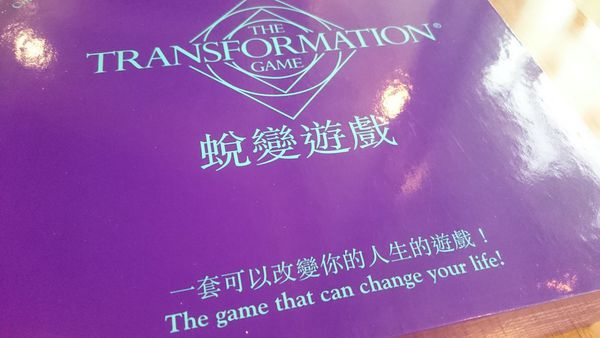 THE
TRANSFORMATION®
GAME
蛻變遊戲
一套可以改變你的人生的遊戲！
The game that can change your life!